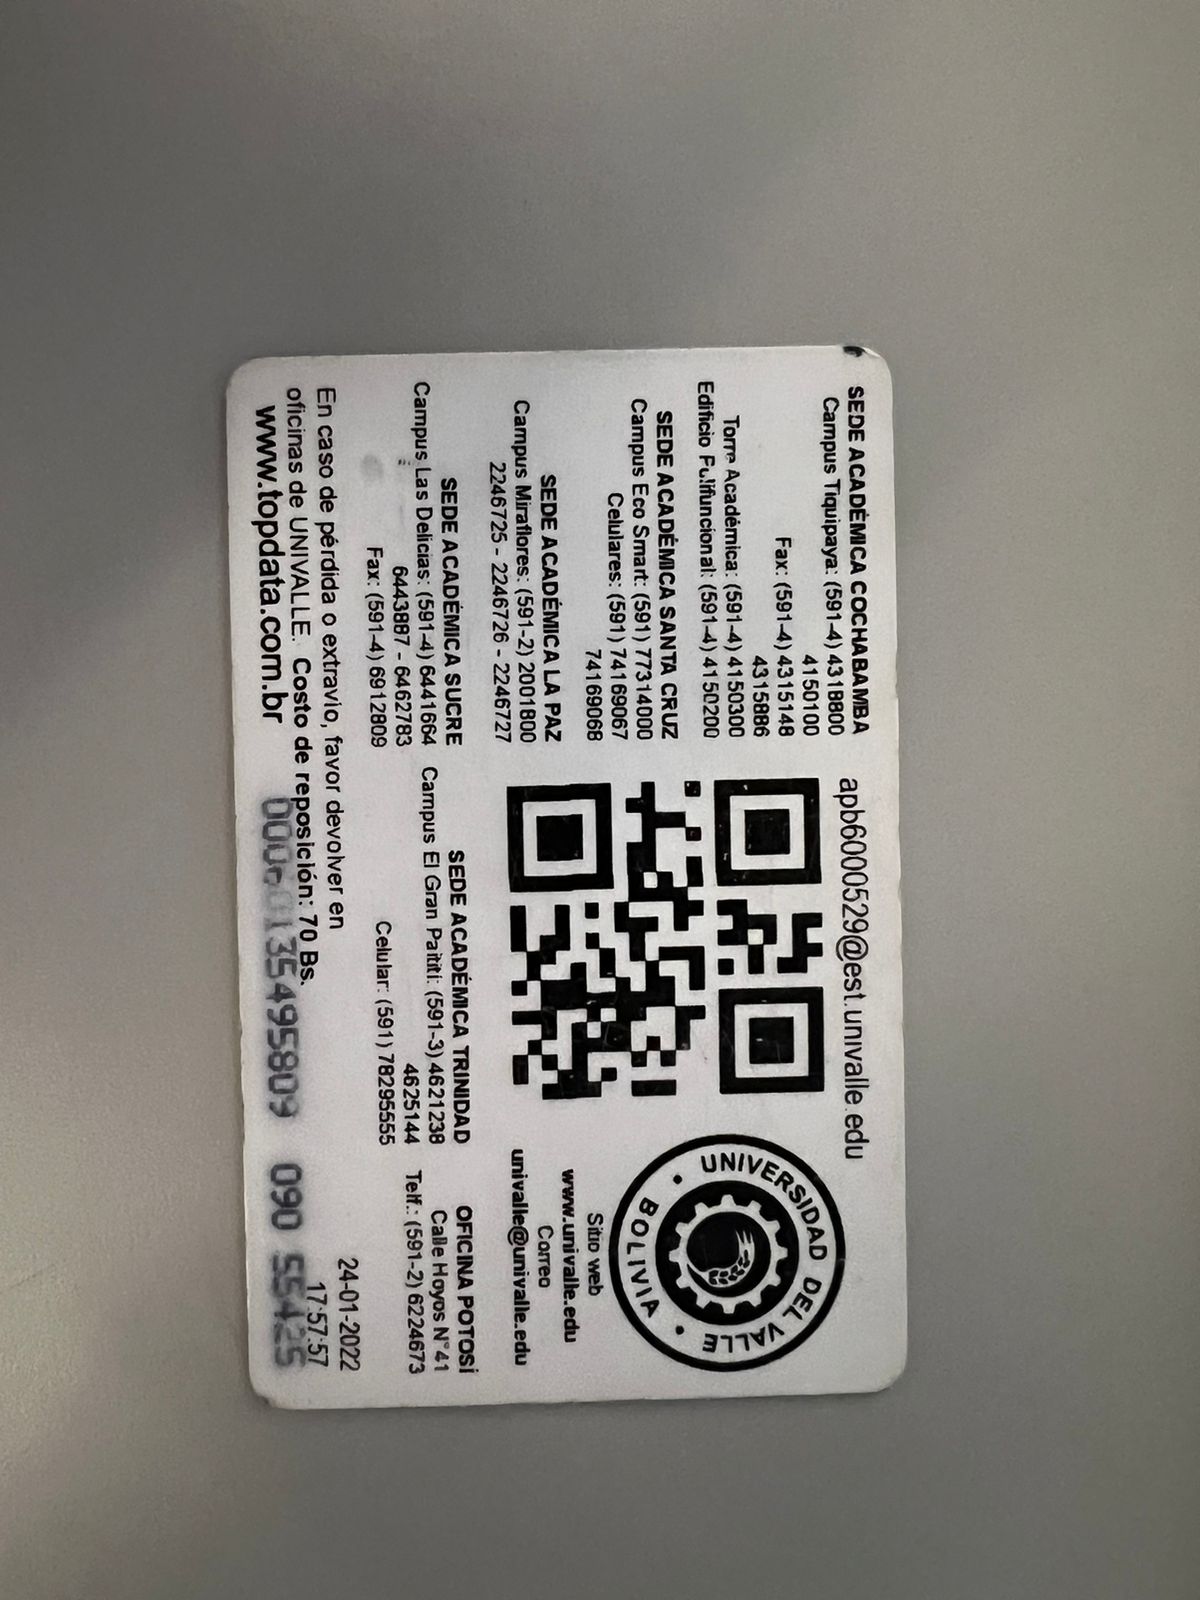 SEDE ACADÉMICA COCHABAMBA
Campus Tiquipaya: (591-4) 4318800
4150100
Fax: (591-4) 4315148
4315886
Torre Académica: (591-4) 4150300
Edificio Polifuncional: (591-4) 4150200
SEDE ACADÉMICA SANTA CRUZ
Campus Eco Smart: (591) 77314000
Celulares: (591) 74169067
74169068
SEDE ACADÉMICA LA PAZ
Campus Miraflores: (591-2) 2001800
2246725 - 2246726 - 2246727
SEDE ACADÉMICA SUCRE
Campus Las Delicias: (591-4) 6441664
6443887 - 6462783
Fax: (591-4) 6912809
apb6000529@est.univalle.edu
UNIVERSIDAD DEL VALLE
BOLIVIA
Sitio web
www.univalle.edu
Correo
univalle@univalle.edu
SEDE ACADÉMICA TRINIDAD
Campus El Gran Paititi: (591-3) 4621238
4625144
Celular: (591) 78295555
OFICINA POTOSÍ
Calle Hoyos N°41
Telf.: (591-2) 6224673
En caso de pérdida o extravío, favor devolver en
oficinas de UNIVALLE. Costo de reposición: 70 Bs.
24-01-2022
17:57:57
www.topdata.com.br
090